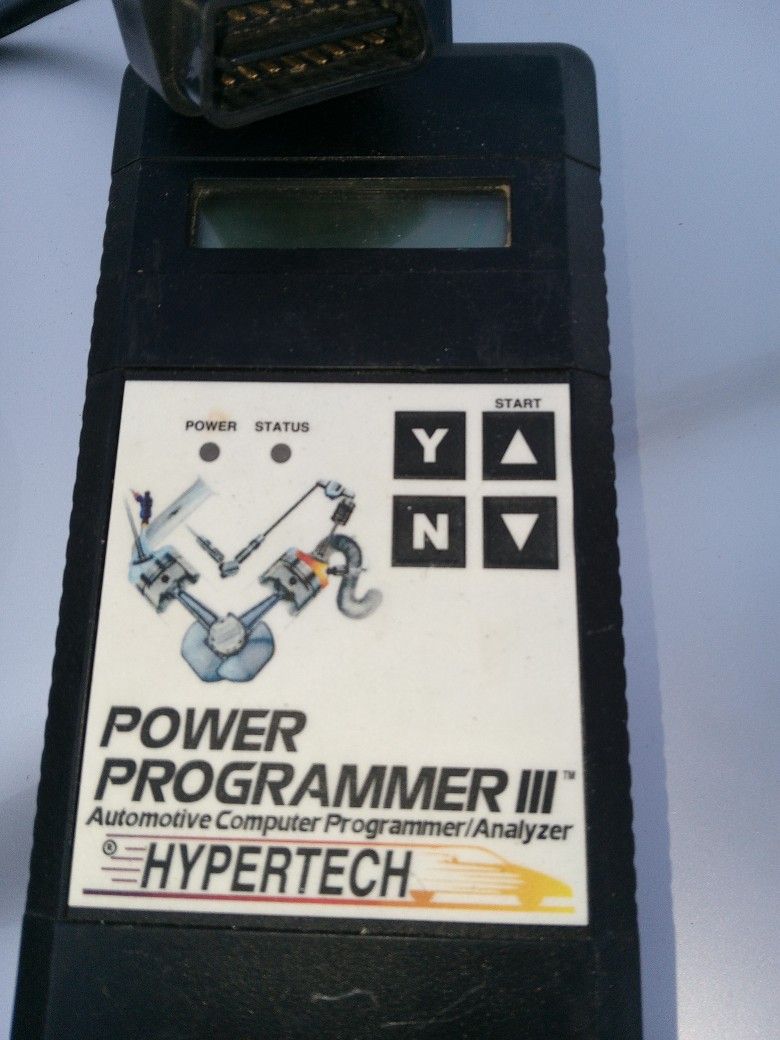 START
POWER STATUS
Y
N
POWER
PROGRAMMER III™
Automotive Computer Programmer/Analyzer
® HYPERTECH